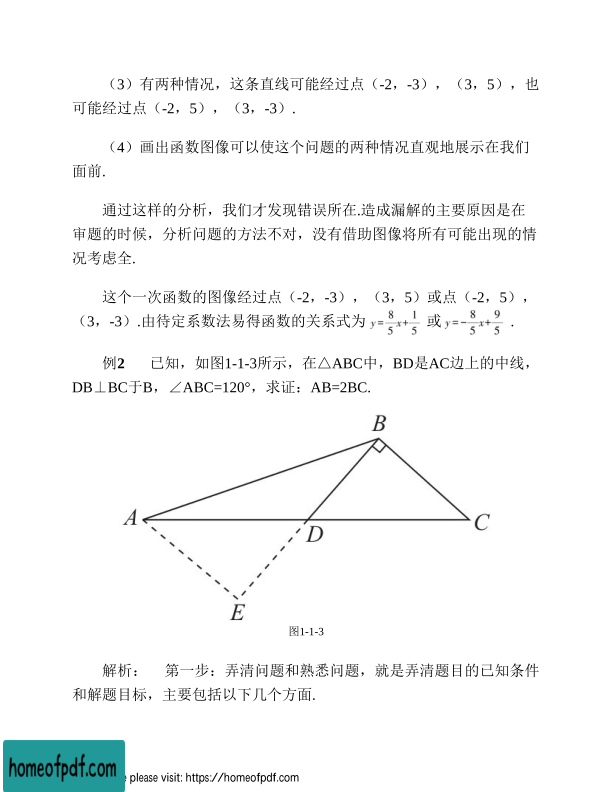 （3）有两种情况，这条直线可能经过点（-2，-3），（3，5），也
可能经过点（-2，5），（3，-3）.
（4）画出函数图像可以使这个问题的两种情况直观地展示在我们
面前.
通过这样的分析，我们才发现错误所在.造成漏解的主要原因是在
审题的时候，分析问题的方法不对，没有借助图像将所有可能出现的情
况考虑全.
这个一次函数的图像经过点（-2，-3），（3，5）或点（-2，5），
（3，-3）.由待定系数法易得函数的关系式为 y=8/5x+1/5 或 y=-8/5x+9/5 .
例2 已知，如图1-1-3所示，在△ABC中，BD是AC边上的中线，
DB⊥BC于B，∠ABC=120°，求证：AB=2BC.
B
A
D
C
E
图1-1-3
解析： 第一步：弄清问题和熟悉问题，就是弄清题目的已知条件
和解题目标，主要包括以下几个方面.
homeofpdf.com
e please visit: https://homeofpdf.com